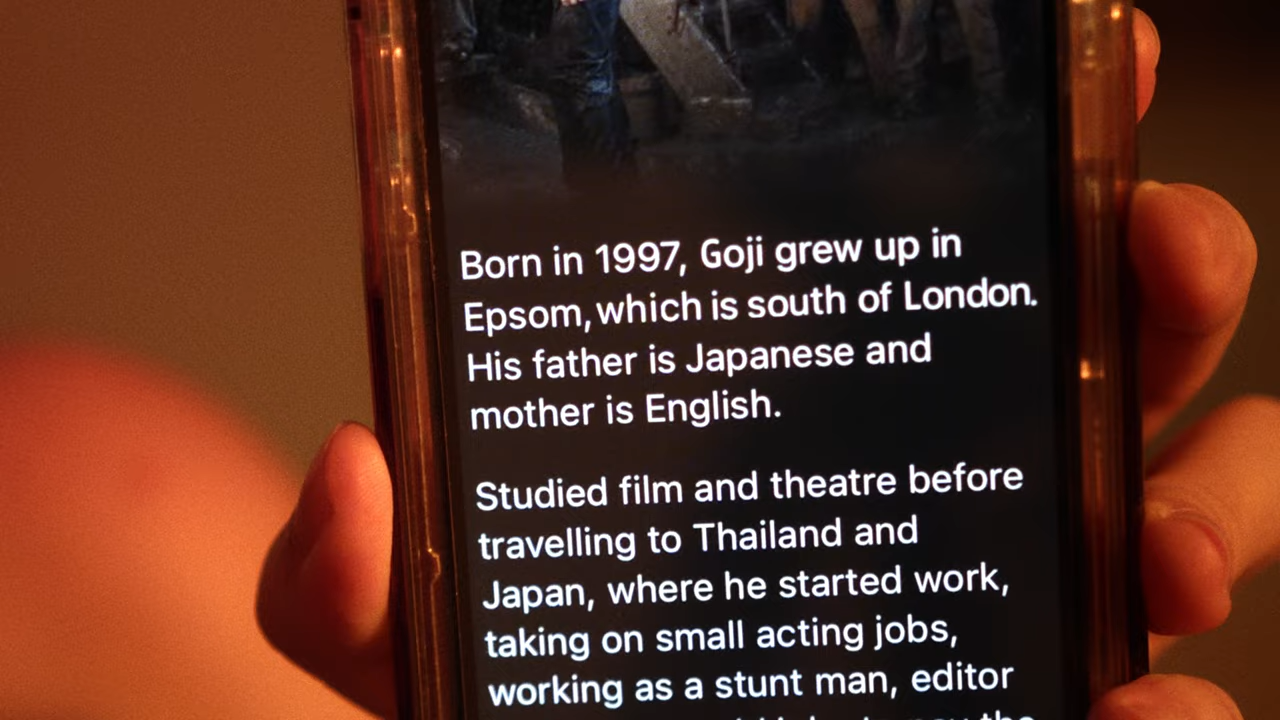 Born in 1997, Goji grew up in
Epsom, which is south of London.
His father is Japanese and
mother is English.
Studied film and theatre before
travelling to Thailand and
Japan, where he started work,
taking on small acting jobs,
working as a stunt man, editor
the